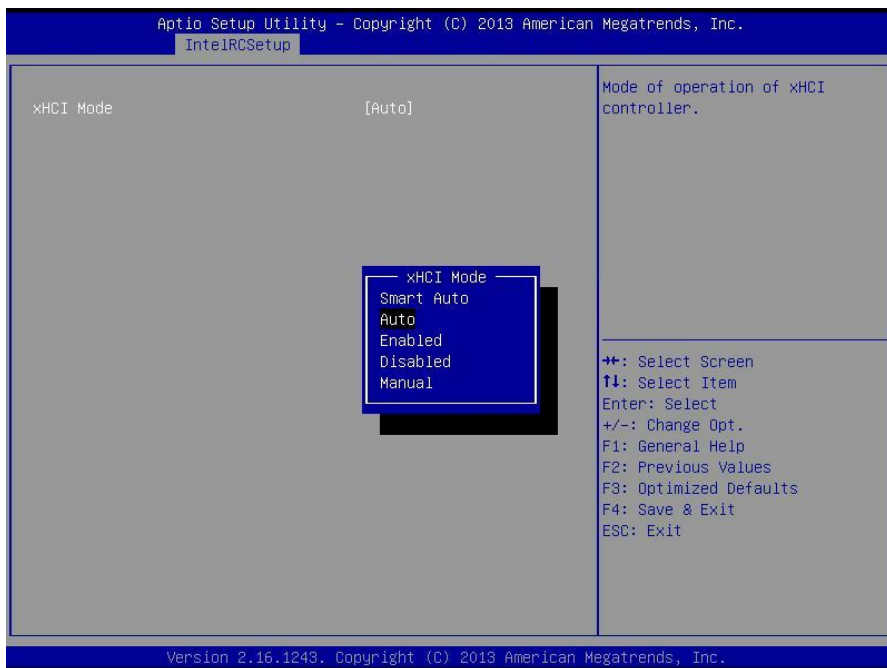 Aptio Setup Utility – Copyright (C) 2013 American Megatrends, Inc.
IntelRCSetup
xHCI Mode [Auto]
Mode of operation of xHCI
controller.
xHCI Mode
Smart Auto
Auto
Enabled
Disabled
Manual
→←: Select Screen
↑↓: Select Item
Enter: Select
+/-: Change Opt.
F1: General Help
F2: Previous Values
F3: Optimized Defaults
F4: Save & Exit
ESC: Exit
Version 2.16.1243. Copyright (C) 2013 American Megatrends, Inc.